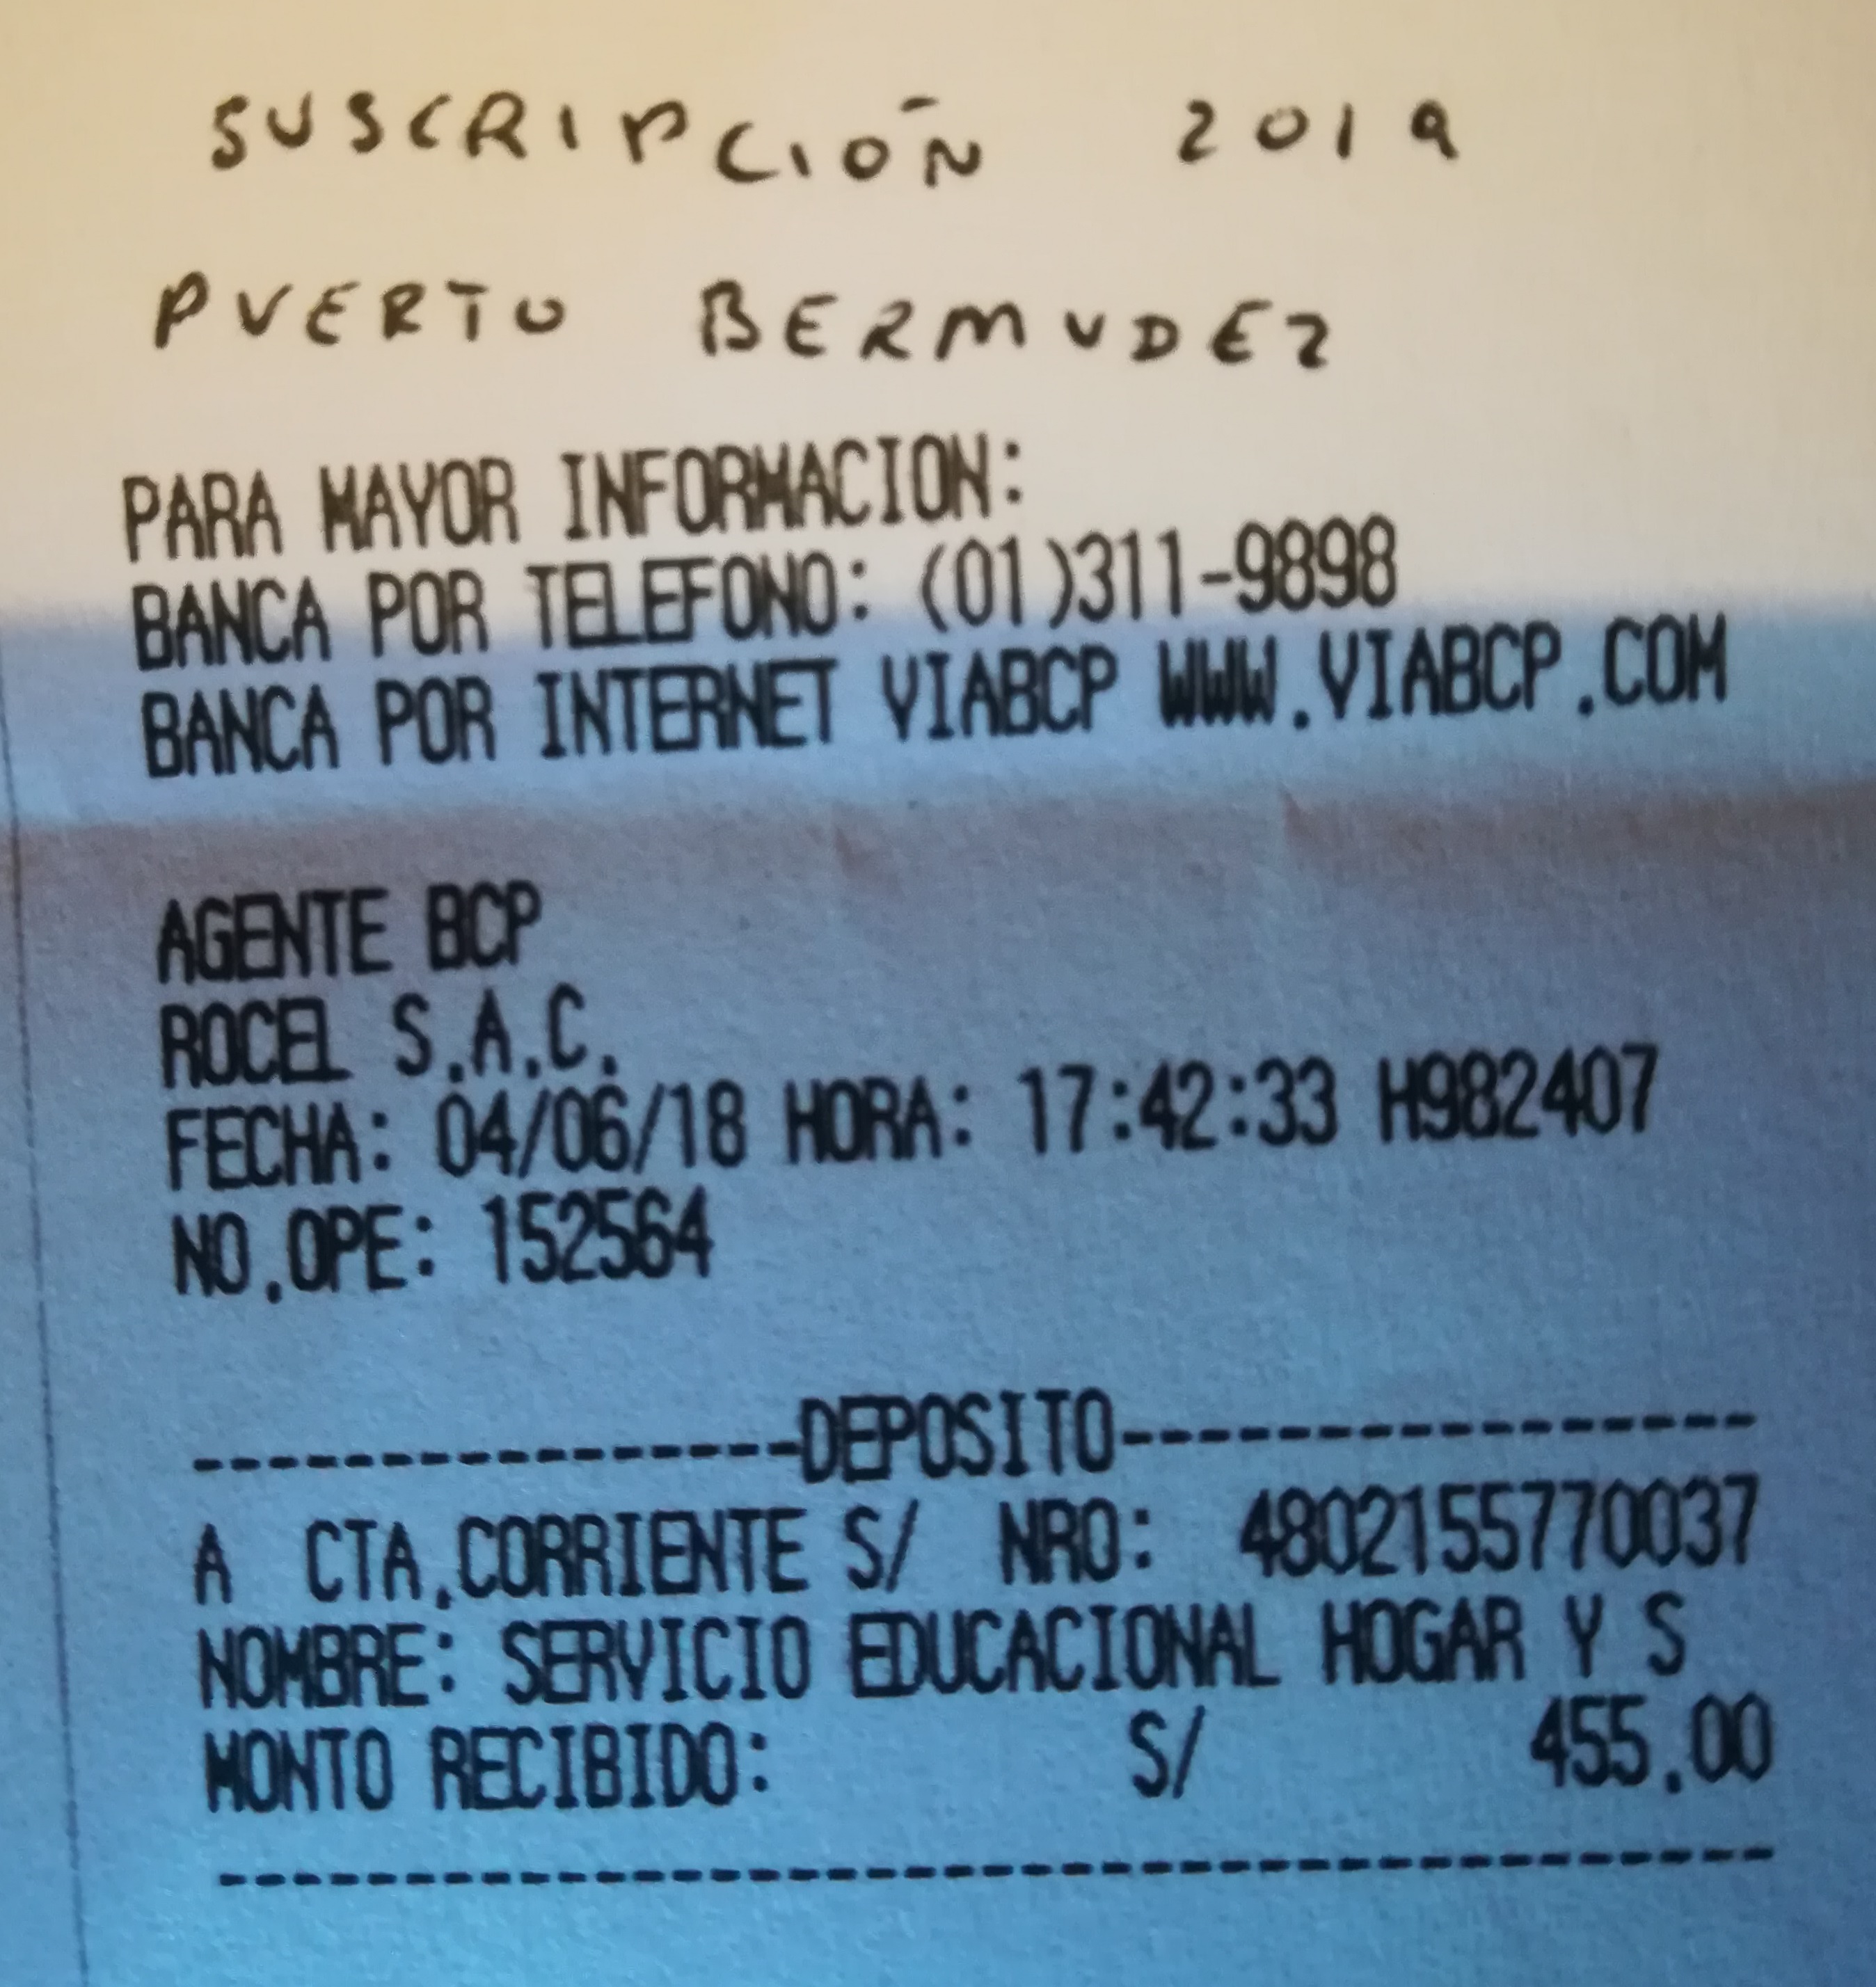 SUSCRIPCIÓN 2019
PUERTO BERMUDEZ
PARA MAYOR INFORMACION:
BANCA POR TELEFONO: (01)311-9898
BANCA POR INTERNET VIABCP WWW.VIABCP.COM
AGENTE BCP
ROCEL S.A.C.
FECHA: 04/06/18 HORA: 17:42:33 H982407
NO.OPE: 152564
----------------DEPOSITO-----------------
A CTA.CORRIENTE S/ NRO: 4802155770037
NOMBRE: SERVICIO EDUCACIONAL HOGAR Y S
MONTO RECIBIDO: S/ 455.00
-----------------------------------------